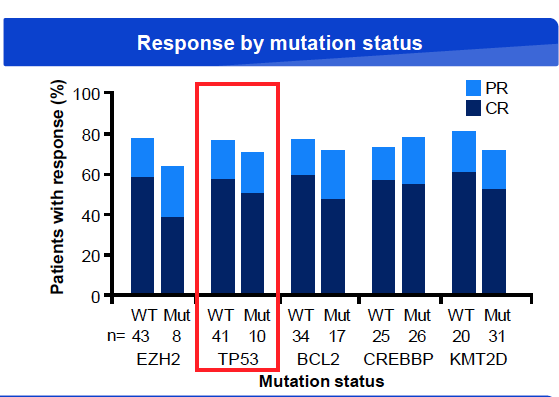 Response by mutation status
Patients with response (%)
100
80
60
40
20
0
PR
CR
WT Mut WT Mut WT Mut WT Mut WT Mut
n= 43 8 41 10 34 17 25 26 20 31
EZH2 TP53 BCL2 CREBBP KMT2D
Mutation status